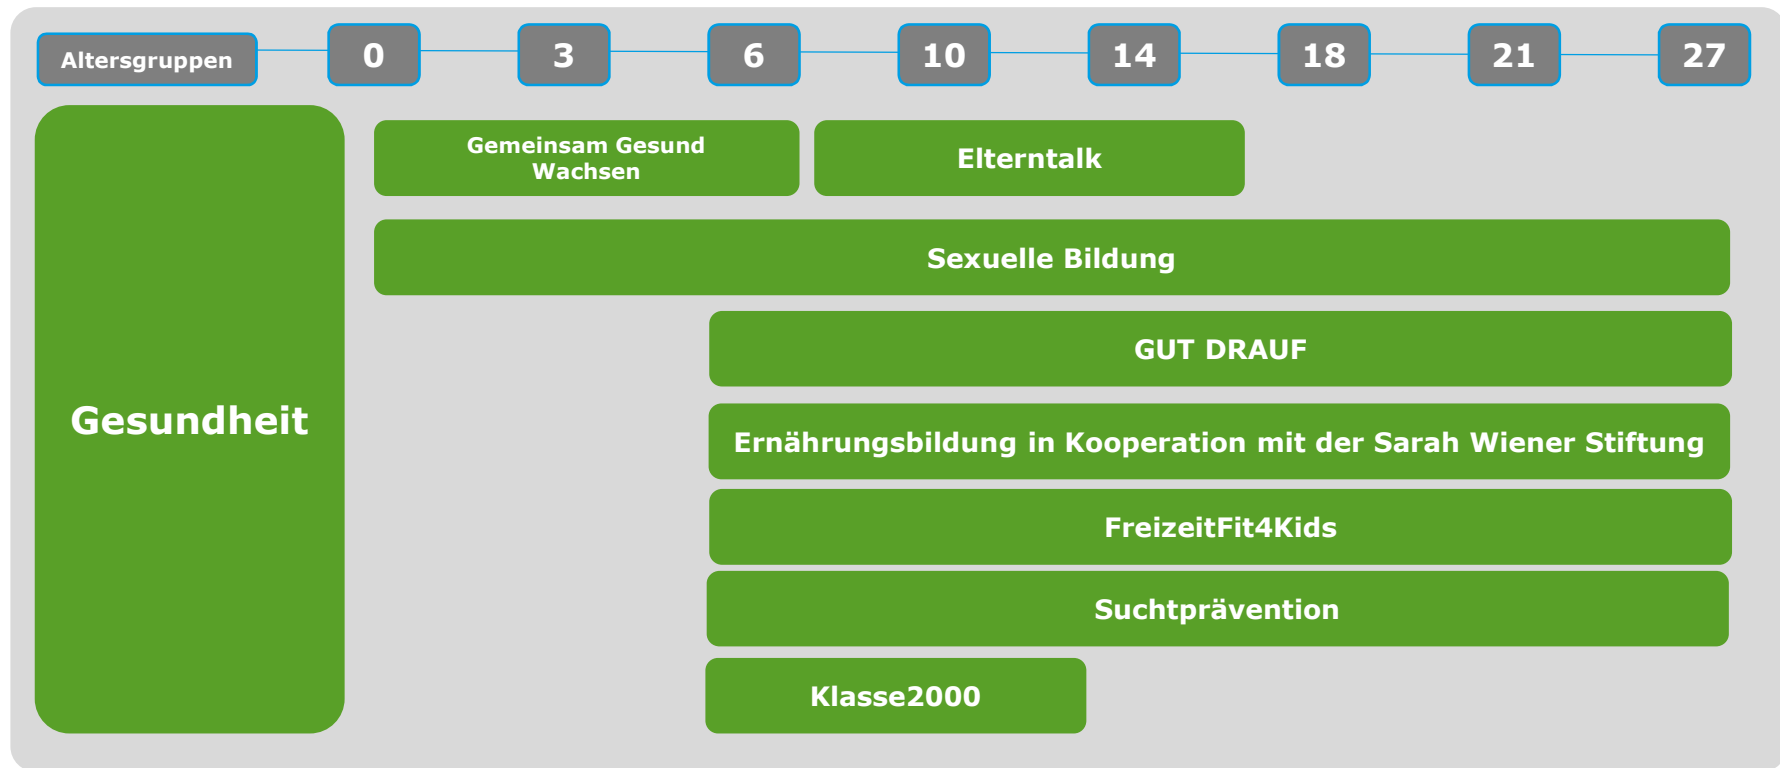 Altersgruppen 0 3 6 10 14 18 21 27
Gesundheit
Gemeinsam Gesund
Wachsen
Elterntalk
Sexuelle Bildung
GUT DRAUF
Ernährungsbildung in Kooperation mit der Sarah Wiener Stiftung
FreizeitFit4Kids
Suchtprävention
Klasse2000